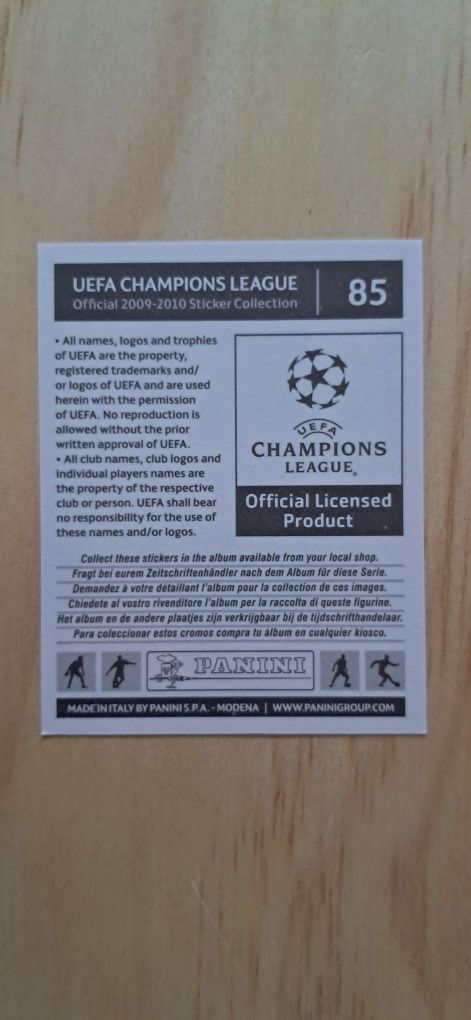 UEFA CHAMPIONS LEAGUE
Official 2009-2010 Sticker Collection
85
• All names, logos and trophies
of UEFA are the property,
registered trademarks and/
or logos of UEFA and are used
herein with the permission
of UEFA. No reproduction is
allowed without the prior
written approval of UEFA.
• All club names, club logos and
individual players names are
the property of the respective
club or person. UEFA shall bear
no responsibility for the use of
these names and/or logos.
UEFA
CHAMPIONS
LEAGUE®
Official Licensed
Product
Collect these stickers in the album available from your local shop.
Fragt bei eurem Zeitschriftenhändler nach dem Album für diese Serie.
Demandez à votre détaillant l'album pour la collection de ces images.
Chiedete al vostro rivenditore l'album per la raccolta di queste figurine.
Het album en de andere plaatjes zijn verkrijgbaar bij de tijdschrifthandelaar.
Para coleccionar estos cromos compra tu álbum en cualquier kiosco.
PANINI
MADE IN ITALY BY PANINI S.P.A. - MODENA | WWW.PANINIGROUP.COM